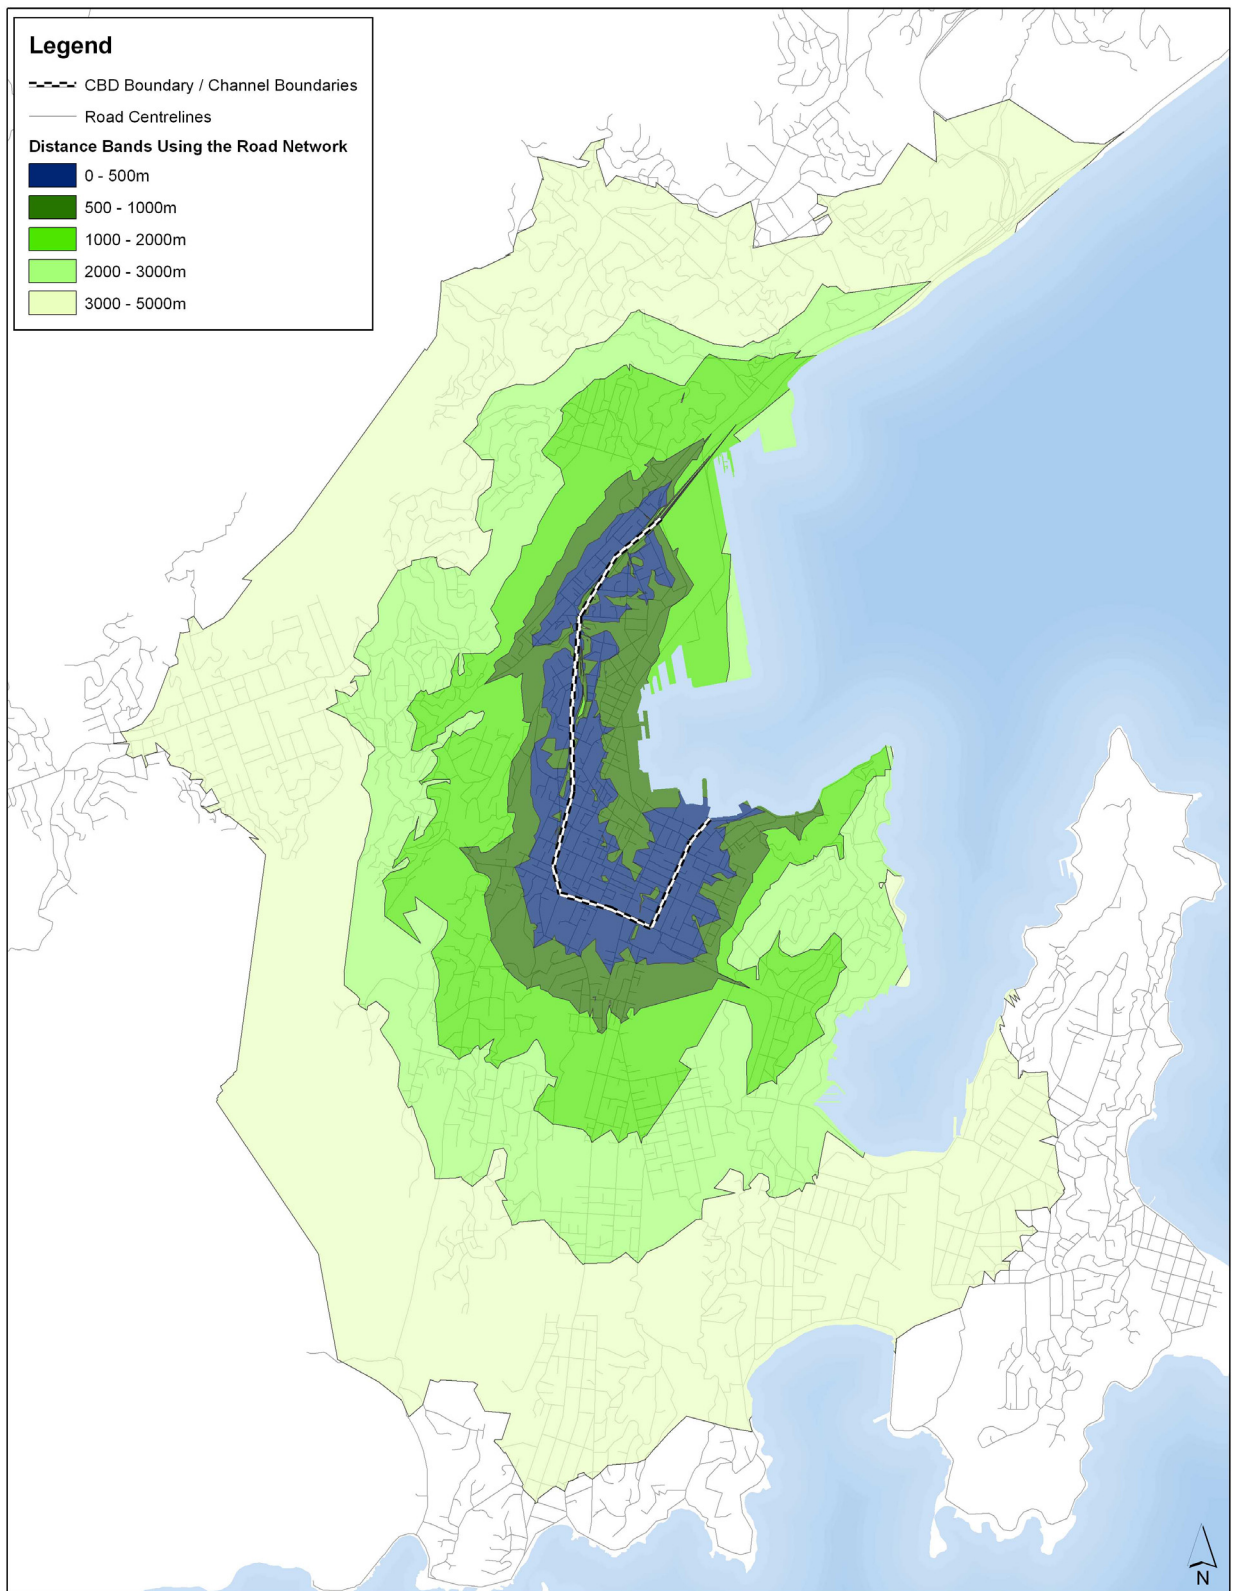 Legend
CBD Boundary / Channel Boundaries
Road Centrelines
Distance Bands Using the Road Network
0 - 500m
500 - 1000m
1000 - 2000m
2000 - 3000m
3000 - 5000m
N